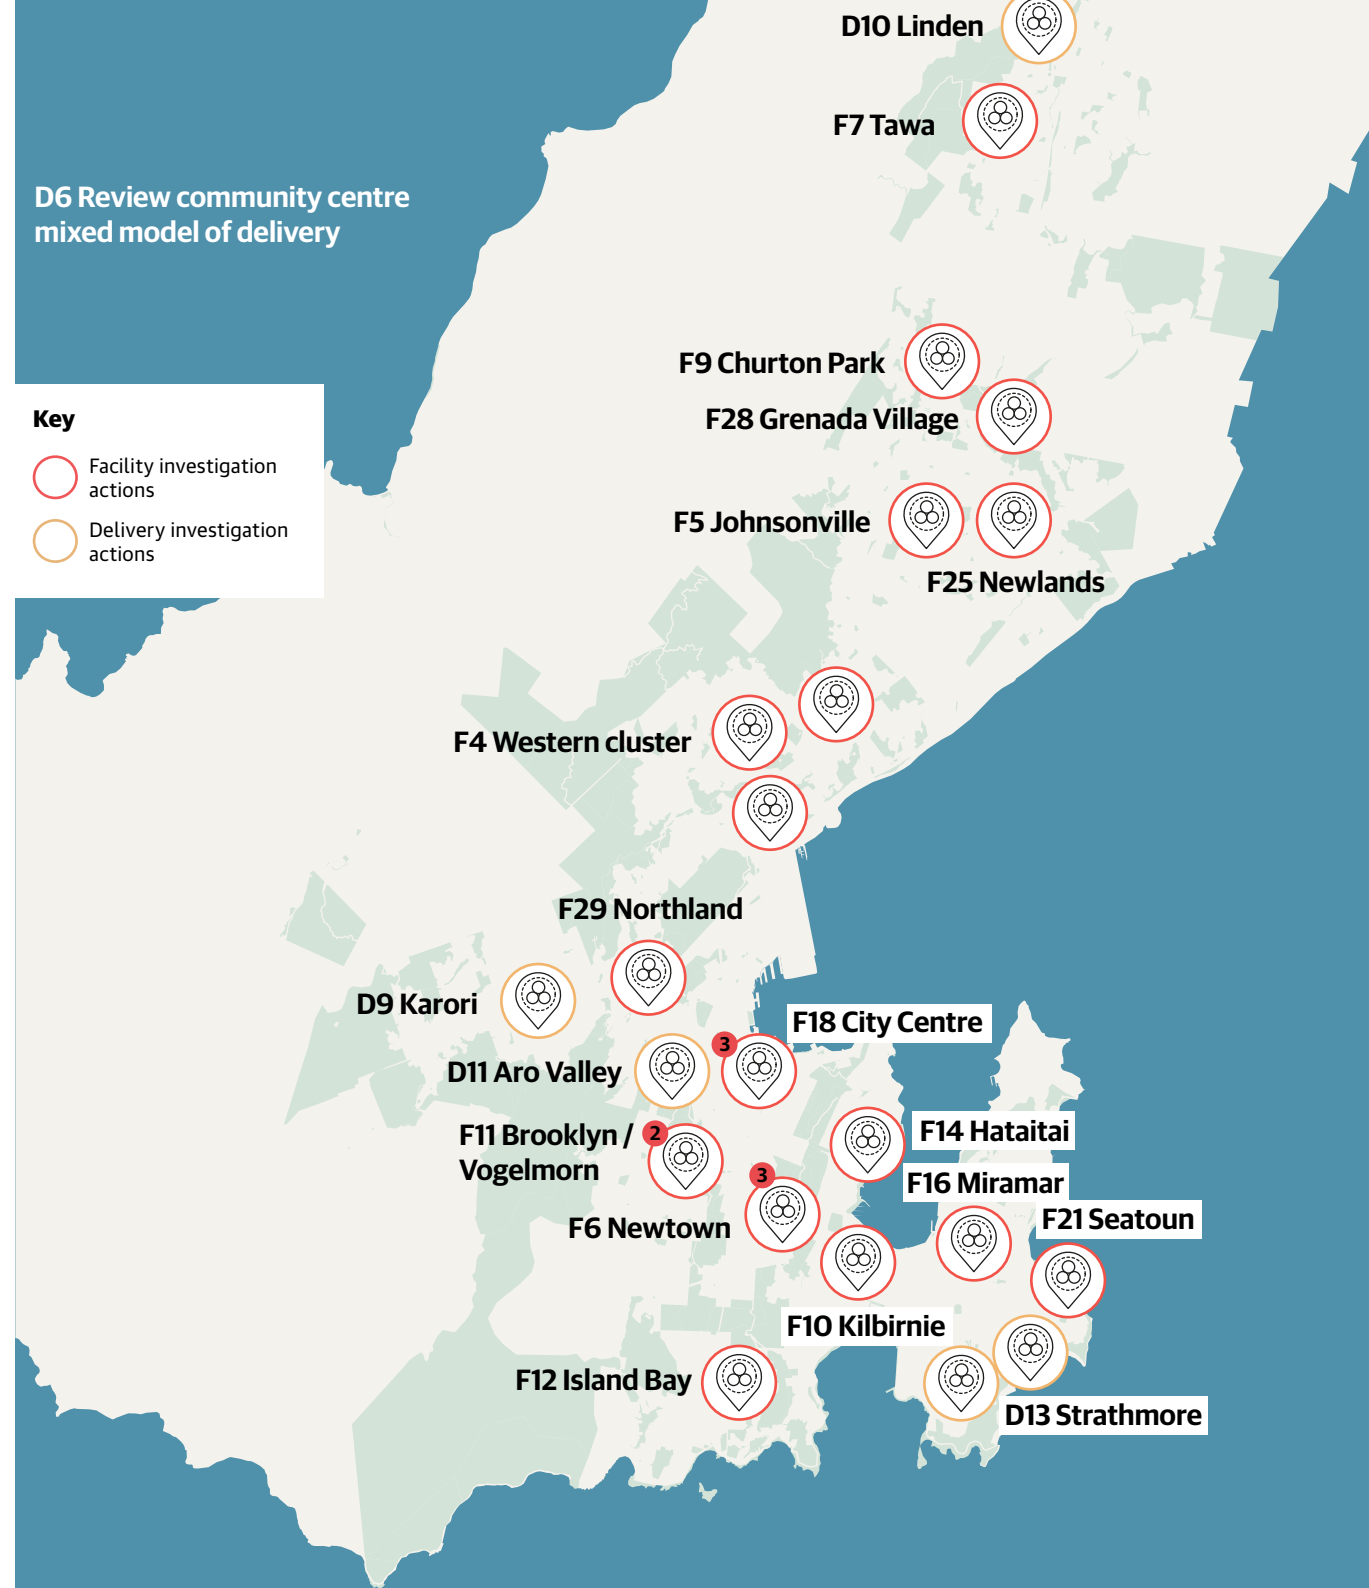 D10 Linden
F7 Tawa
D6 Review community centre
mixed model of delivery
F9 Churton Park
F28 Grenada Village
Key
Facility investigation
actions
Delivery investigation
actions
F5 Johnsonville
F25 Newlands
F4 Western cluster
F29 Northland
D9 Karori
F18 City Centre
3
D11 Aro Valley
F14 Hataitai
F11 Brooklyn /
Vogelmorn
2
F16 Miramar
3
F6 Newtown
F21 Seatoun
F10 Kilbirnie
F12 Island Bay
D13 Strathmore